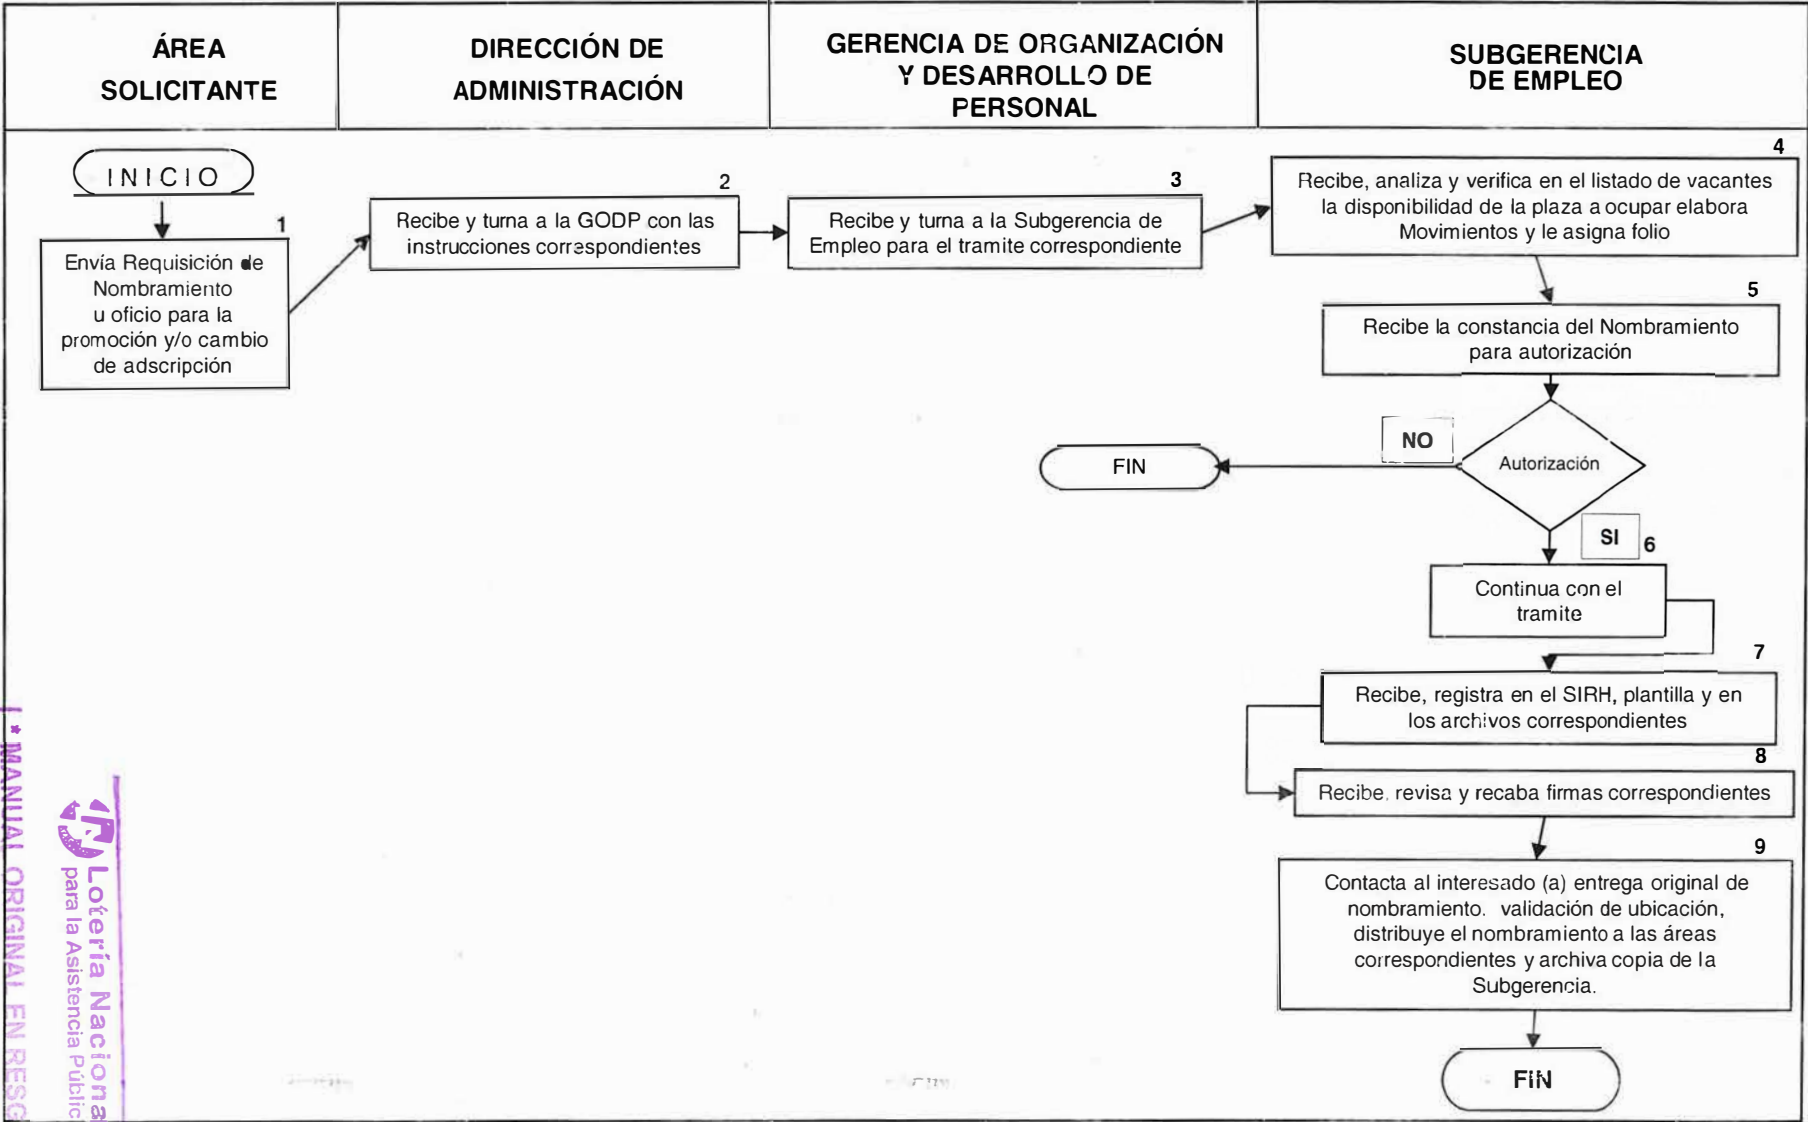 ÁREA
SOLICITANTE
DIRECCIÓN DE
ADMINISTRACIÓN
GERENCIA DE ORGANIZACIÓN
Y DESARROLLO DE
PERSONAL
SUBGERENCIA
DE EMPLEO
INICIO
1
Envía Requisición de
Nombramiento
u oficio para la
promoción y/o cambio
de adscripción
2
Recibe y turna a la GODP con las
instrucciones correspondientes
3
Recibe y turna a la Subgerencia de
Empleo para el tramite correspondiente
4
Recibe, analiza y verifica en el listado de vacantes
la disponibilidad de la plaza a ocupar elabora
Movimientos y le asigna folio
5
Recibe la constancia del Nombramiento
para autorización
Autorización
NO
FIN
SI
6
Continua con el
tramite
7
Recibe, registra en el SIRH, plantilla y en
los archivos correspondientes
8
Recibe, revisa y recaba firmas correspondientes
9
Contacta al interesado (a) entrega original de
nombramiento. validación de ubicación,
distribuye el nombramiento a las áreas
correspondientes y archiva copia de la
Subgerencia.
FIN
Lotería Naciona
para la Asistencia Públic
* MANUAL ORIGINAL EN RESG